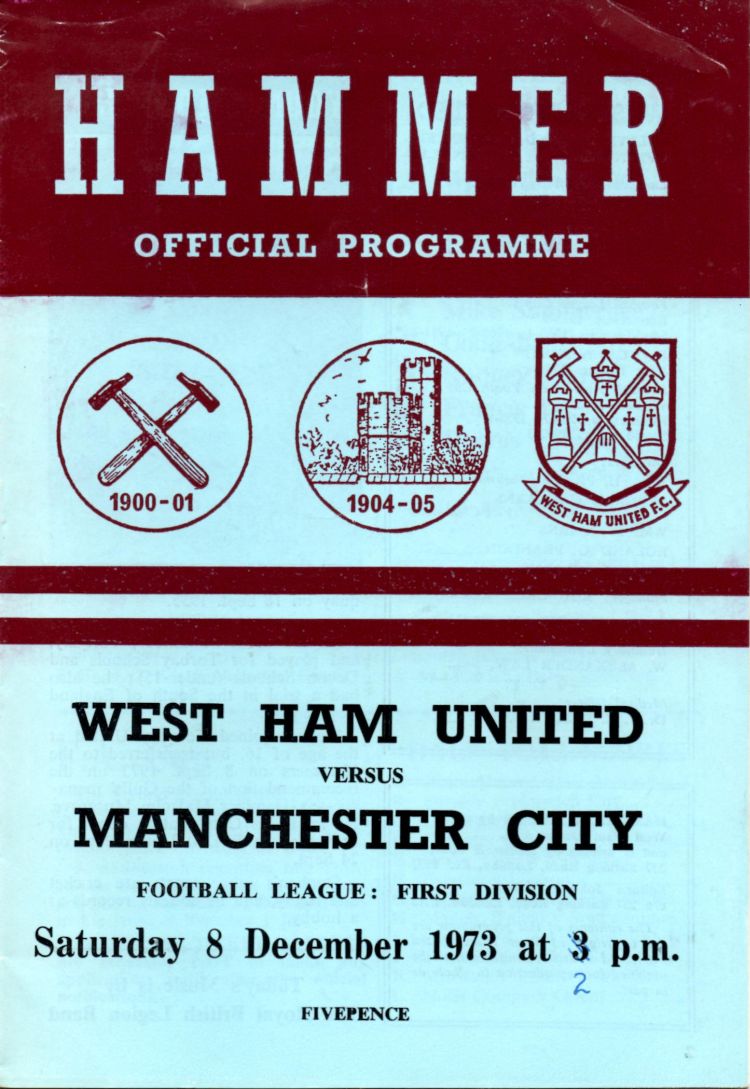 HAMMER
OFFICIAL PROGRAMME
1900-01
1904-05
WEST HAM UNITED F.C.
WEST HAM UNITED
VERSUS
MANCHESTER CITY
FOOTBALL LEAGUE: FIRST DIVISION
Saturday 8 December 1973 at 3 p.m.
2
FIVEPENCE